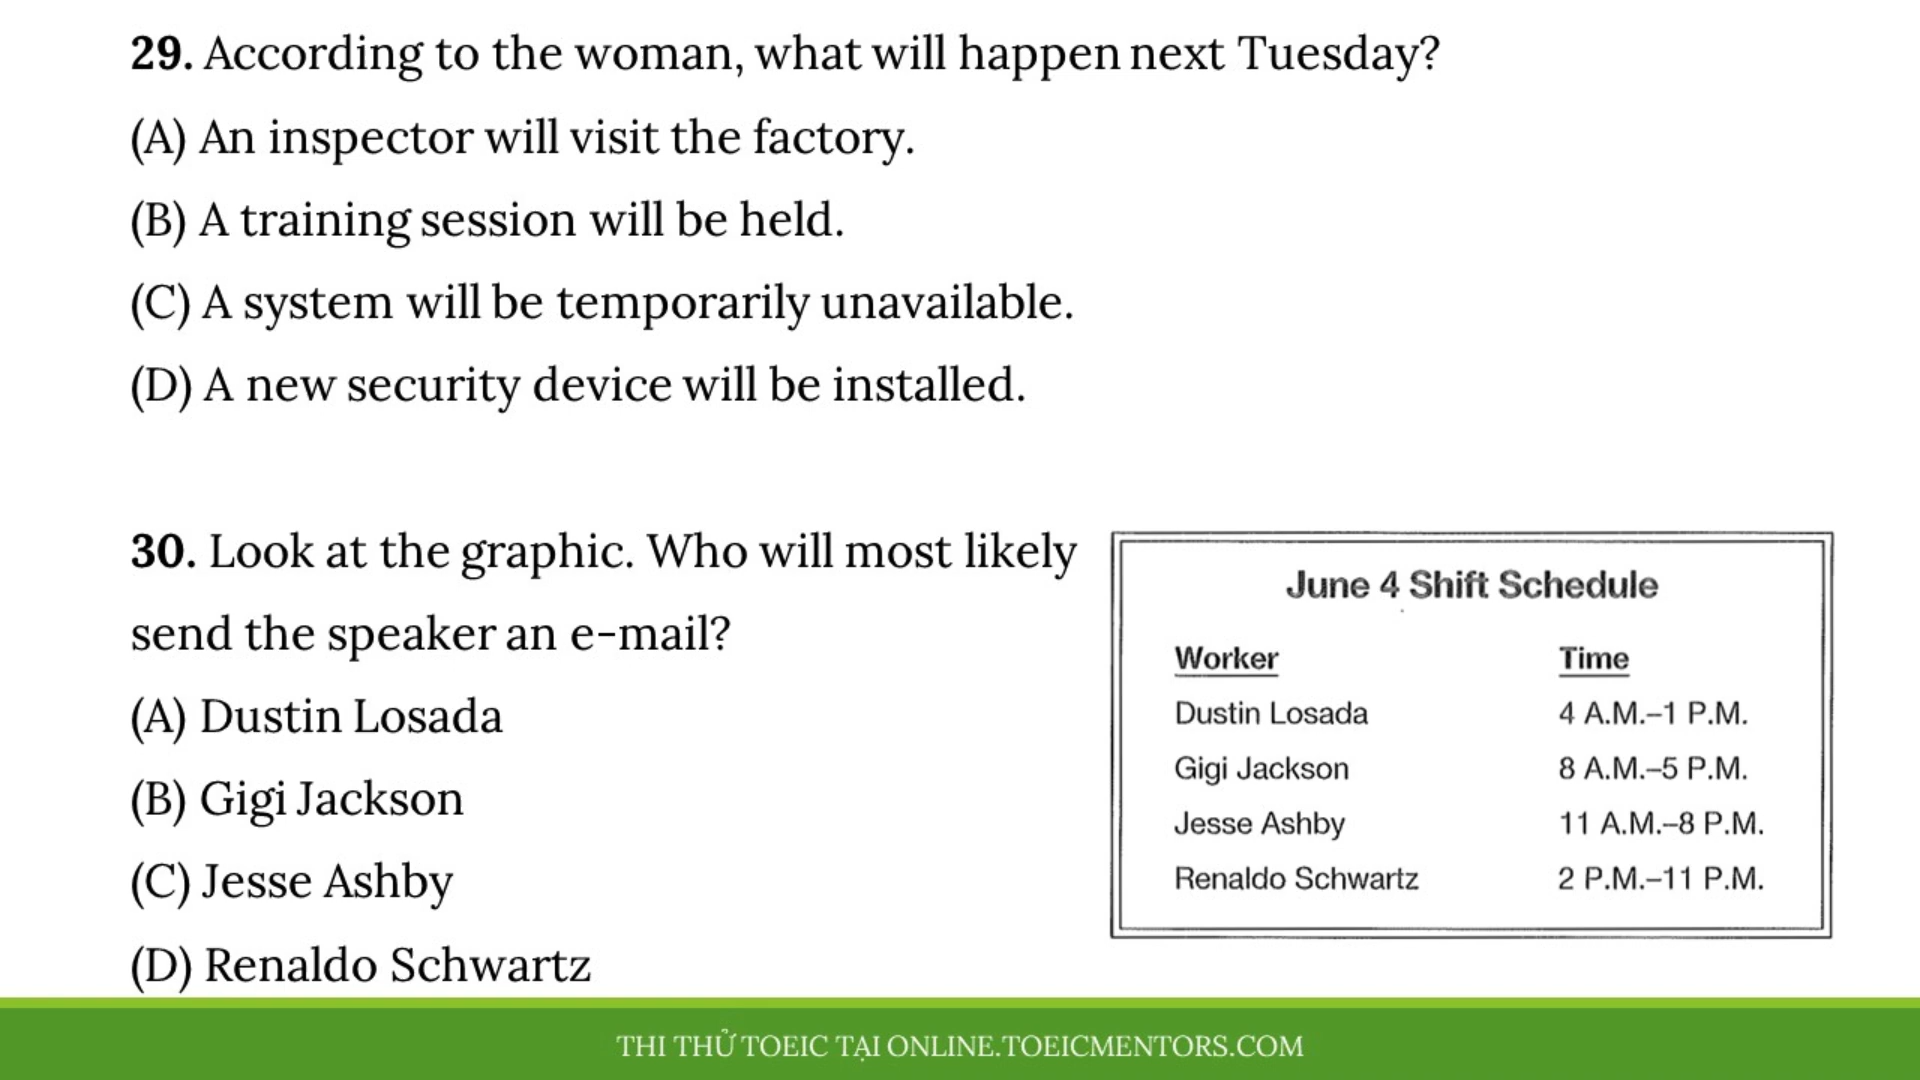 29. According to the woman, what will happen next Tuesday?
(A) An inspector will visit the factory.
(B) A training session will be held.
(C) A system will be temporarily unavailable.
(D) A new security device will be installed.
30. Look at the graphic. Who will most likely
send the speaker an e-mail?
(A) Dustin Losada
(B) Gigi Jackson
(C) Jesse Ashby
(D) Renaldo Schwartz
June 4 Shift Schedule
Worker Time
Dustin Losada 4 A.M.–1 P.M.
Gigi Jackson 8 A.M.–5 P.M.
Jesse Ashby 11 A.M.–8 P.M.
Renaldo Schwartz 2 P.M.–11 P.M.
THI THỬ TOEIC TẠI ONLINE.TOEICMENTORS.COM